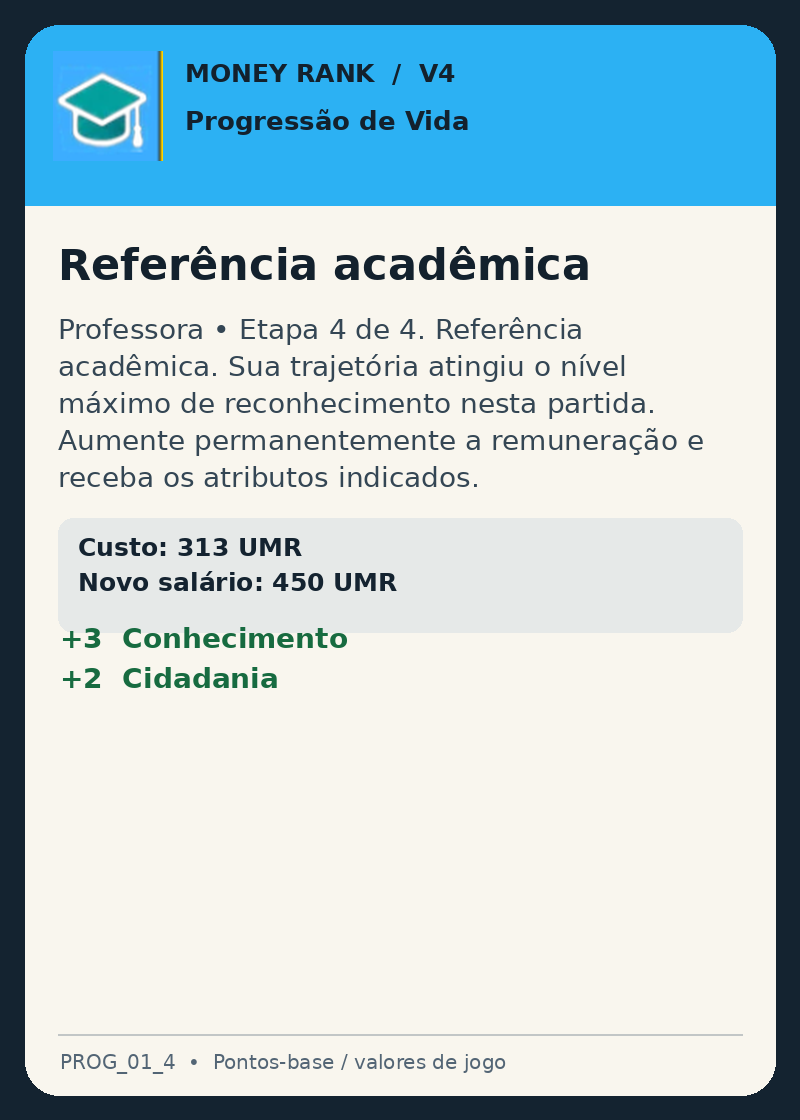 MONEY RANK / V4
Progressão de Vida
Referência acadêmica
Professora • Etapa 4 de 4. Referência
acadêmica. Sua trajetória atingiu o nível
máximo de reconhecimento nesta partida.
Aumente permanentemente a remuneração e
receba os atributos indicados.
Custo: 313 UMR
Novo salário: 450 UMR
+3 Conhecimento
+2 Cidadania
PROG_01_4 • Pontos-base / valores de jogo